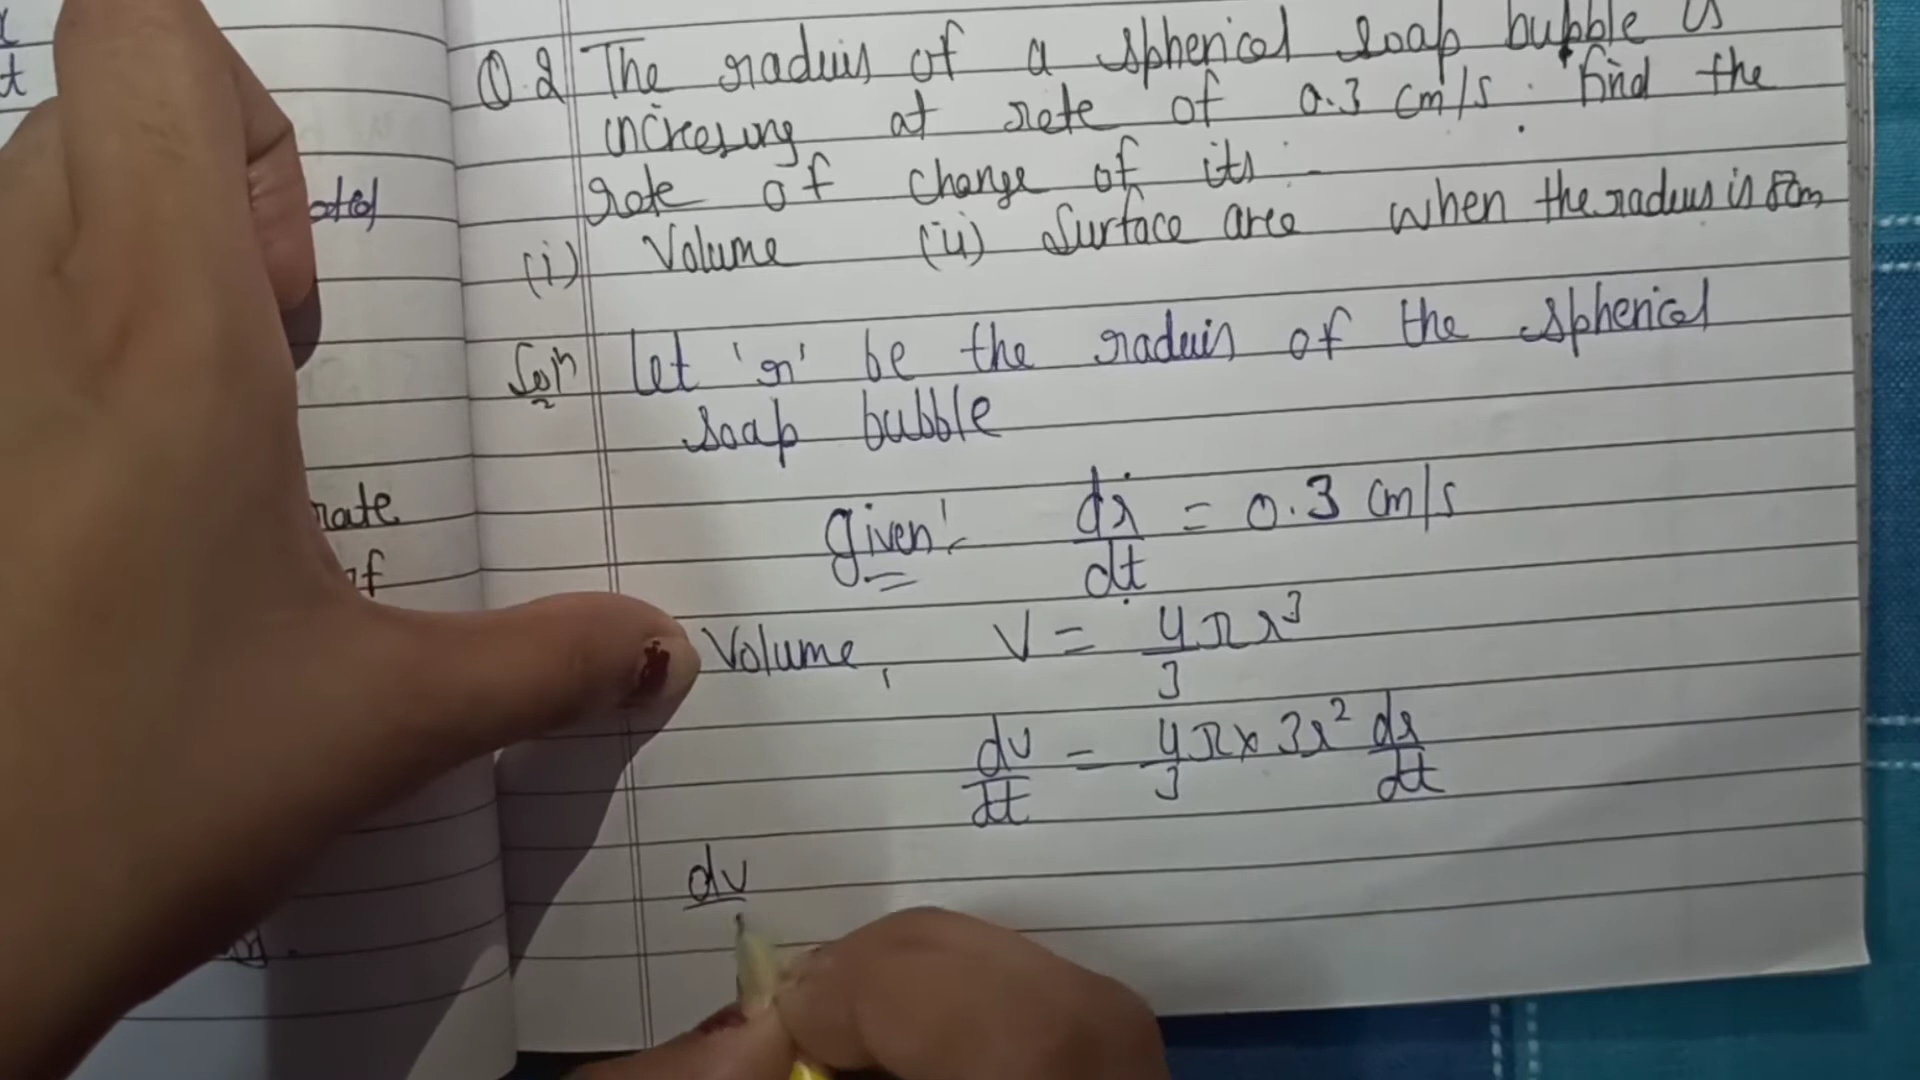 Q.2 The radius of a spherical soap bubble is
incresing at rete of 0.3 cm/s. find the
rate of change of its
(i) Volume (ii) Surface area when the radius is
Soln let 'r' be the radius of the spherical
soap bubble
given:- dr/dt = 0.3 cm/s
Volume, V = 4/3 πr³
dv/dt = 4/3 π× 3r² dr/dt
dv
rate
of